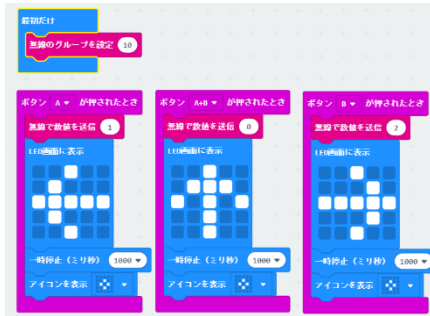 最初だけ
無線のグループを設定 10
ボタン A が押されたとき
無線で数値を送信 1
LED画面に表示
一時停止（ミリ秒） 1000
アイコンを表示
ボタン A+B が押されたとき
無線で数値を送信 0
LED画面に表示
一時停止（ミリ秒） 1000
アイコンを表示
ボタン B が押されたとき
無線で数値を送信 2
LED画面に表示
一時停止（ミリ秒） 1000
アイコンを表示